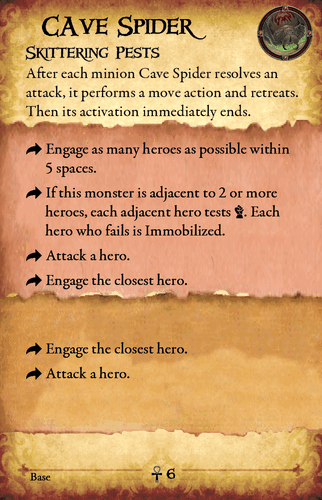 Cave Spider
Skittering Pests
After each minion Cave Spider resolves an
attack, it performs a move action and retreats.
Then its activation immediately ends.
Engage as many heroes as possible within
5 spaces.
If this monster is adjacent to 2 or more
heroes, each adjacent hero tests . Each
hero who fails is Immobilized.
Attack a hero.
Engage the closest hero.
Engage the closest hero.
Attack a hero.
Base
6